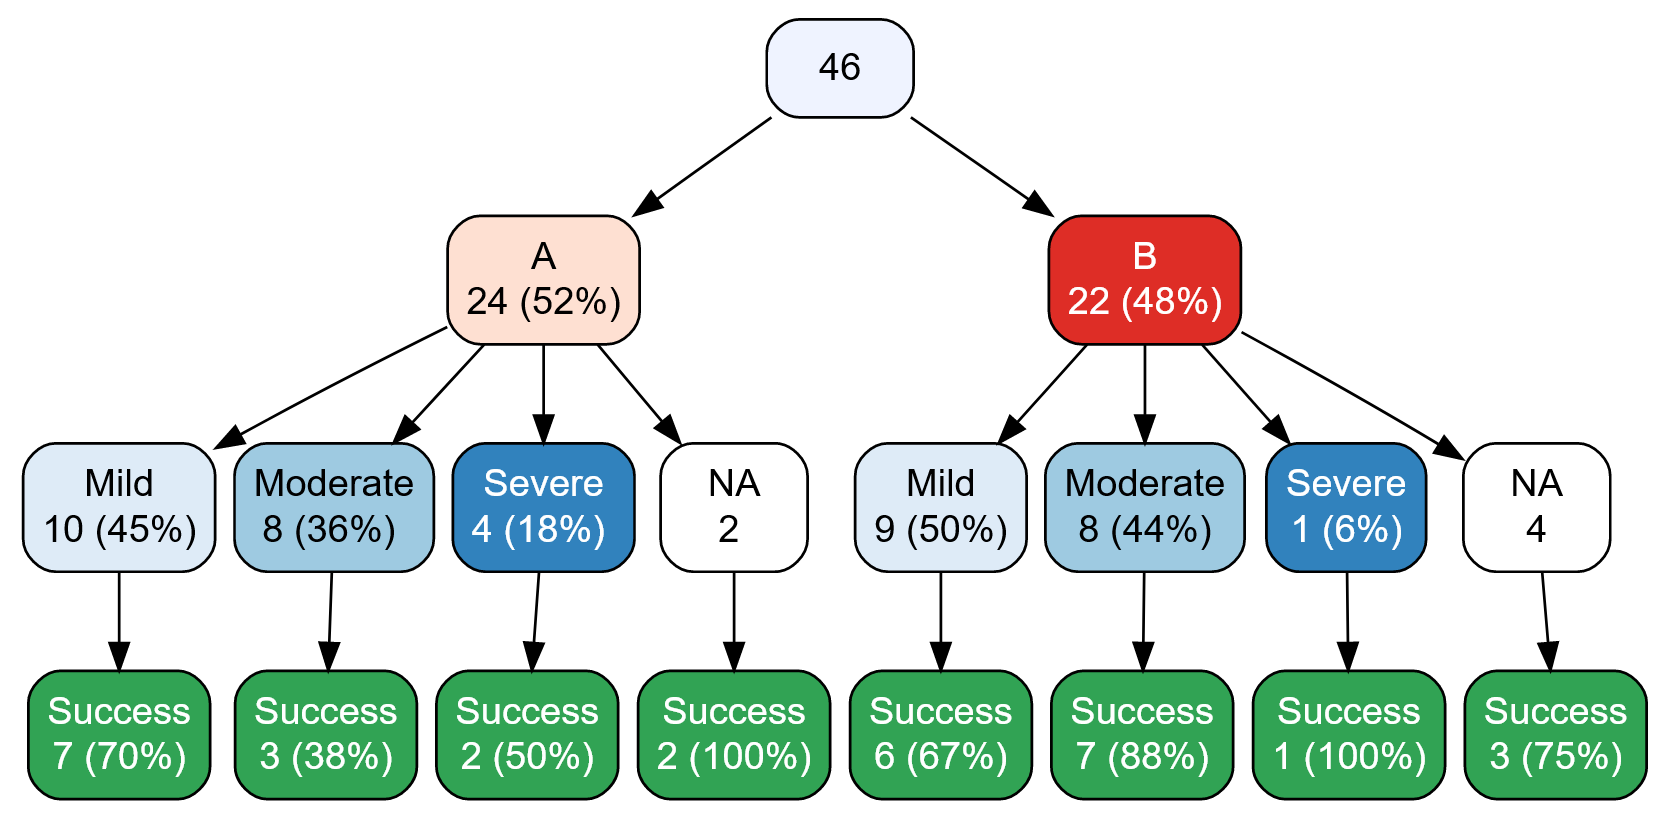 46
A
24 (52%)
B
22 (48%)
Mild
10 (45%)
Moderate
8 (36%)
Severe
4 (18%)
NA
2
Mild
9 (50%)
Moderate
8 (44%)
Severe
1 (6%)
NA
4
Success
7 (70%)
Success
3 (38%)
Success
2 (50%)
Success
2 (100%)
Success
6 (67%)
Success
7 (88%)
Success
1 (100%)
Success
3 (75%)